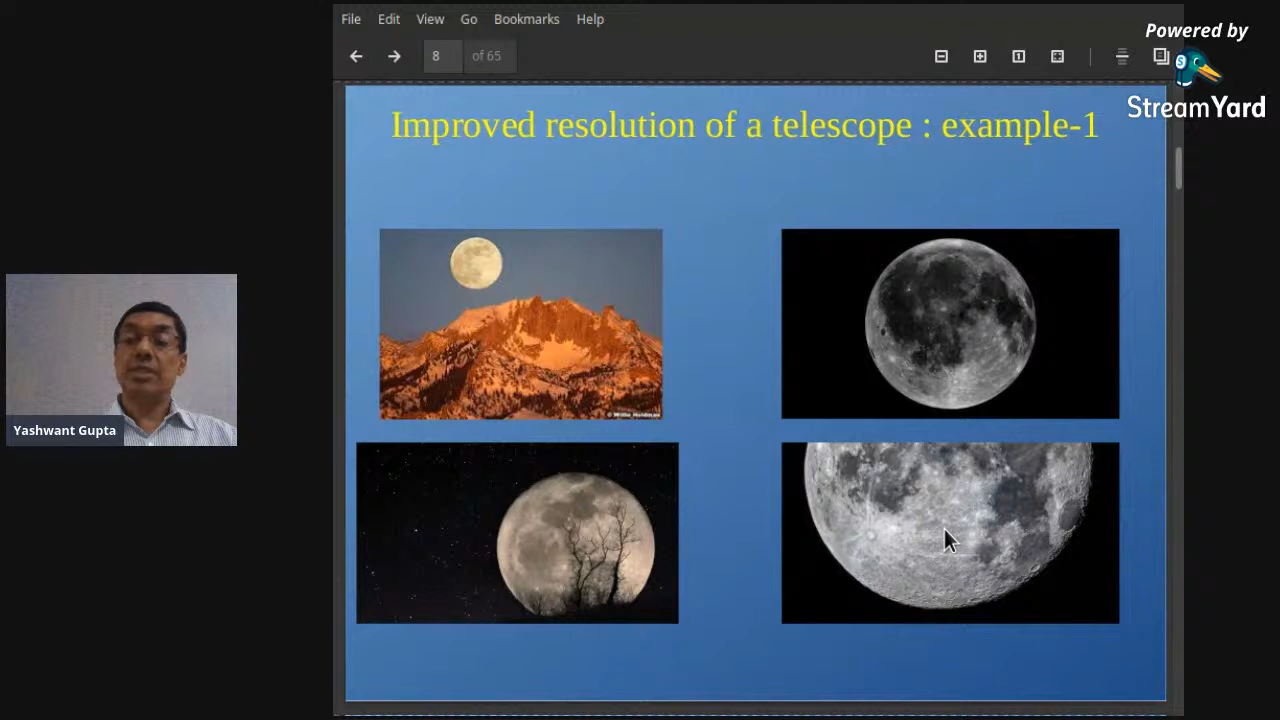 File Edit View Go Bookmarks Help
8 of 65
Powered by
StreamYard
Improved resolution of a telescope : example-1
Yashwant Gupta